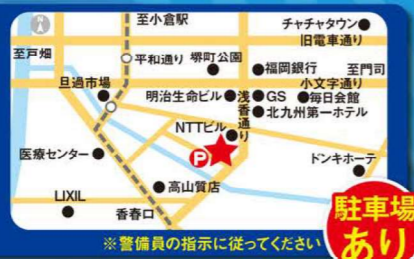 至小倉駅
チャチャタウン
旧電車通り
至戸畑
平和通り
堺町公園
福岡銀行
至門司
小文字通り
旦過市場
明治生命ビル
浅香通り
GS
毎日会館
北九州第一ホテル
NTTビル
医療センター
P
ドンキホーテ
高山質店
LIXIL
香春口
駐車場
あり
※警備員の指示に従ってください